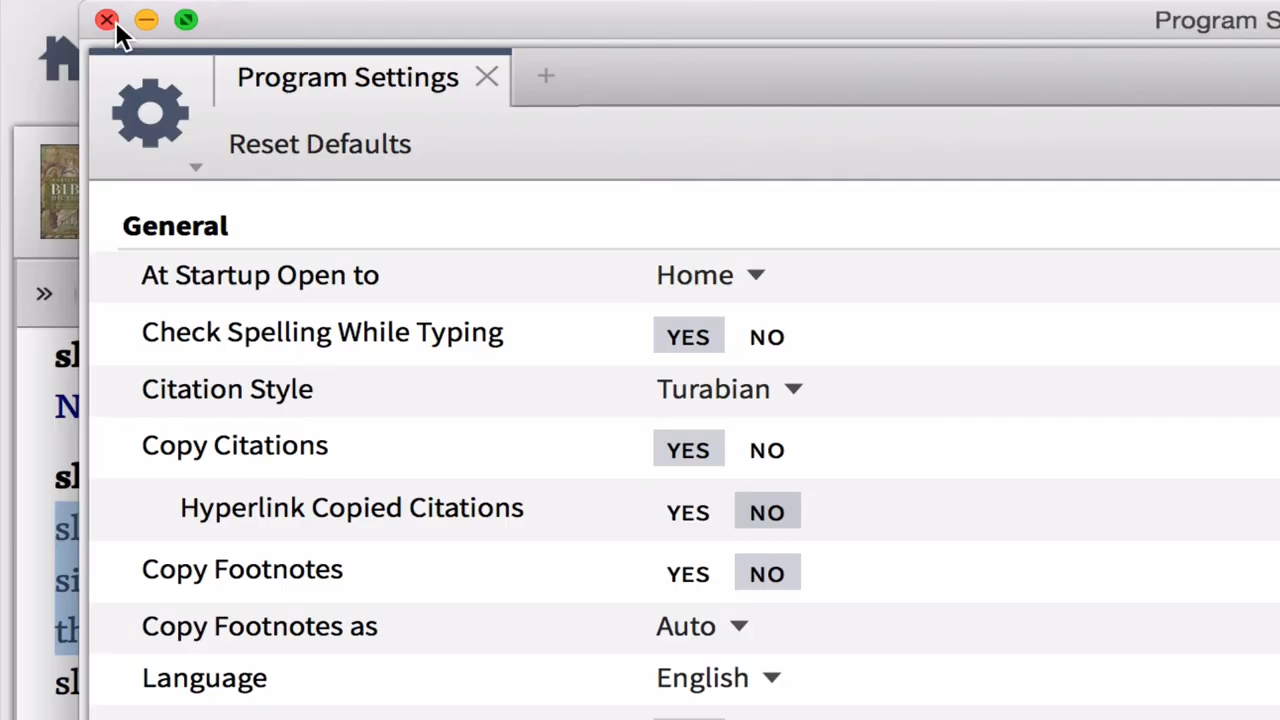 Program S
Program Settings
Reset Defaults
General
At Startup Open to Home
Check Spelling While Typing YES NO
Citation Style Turabian
Copy Citations YES NO
Hyperlink Copied Citations YES NO
Copy Footnotes YES NO
Copy Footnotes as Auto
Language English